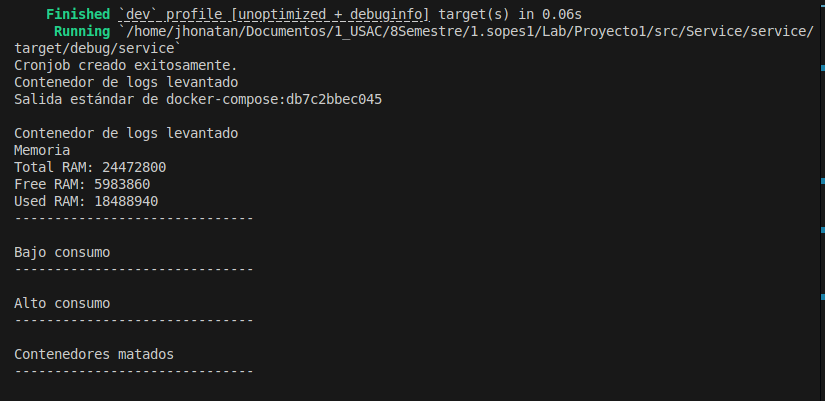 Finished `dev` profile [unoptimized + debuginfo] target(s) in 0.06s
Running `/home/jhonatan/Documentos/1_USAC/8Semestre/1.sopes1/Lab/Proyecto1/src/Service/service/
target/debug/service`
Cronjob creado exitosamente.
Contenedor de logs levantado
Salida estándar de docker-compose:db7c2bbec045
Contenedor de logs levantado
Memoria
Total RAM: 24472800
Free RAM: 5983860
Used RAM: 18488940
------------------------------
Bajo consumo
------------------------------
Alto consumo
------------------------------
Contenedores matados
------------------------------